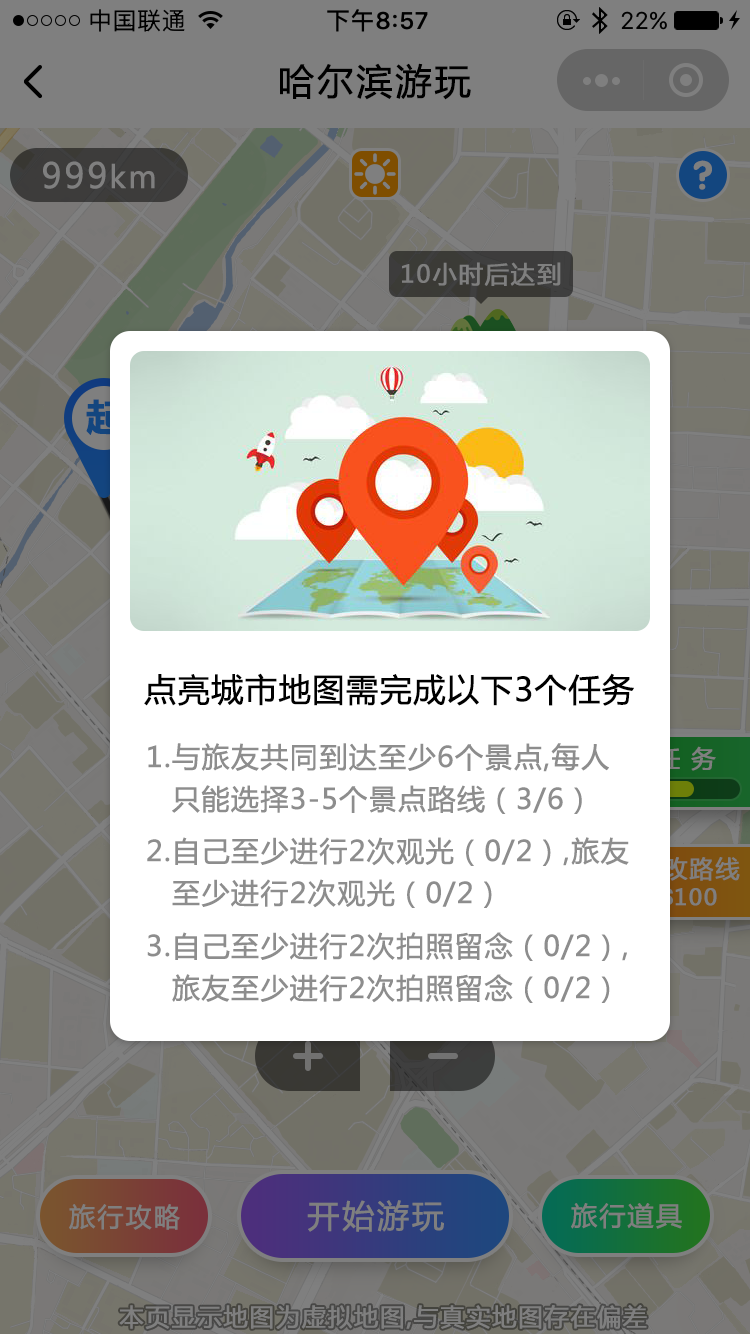 中国联通 下午8:57 22%
哈尔滨游玩
999km
?
10小时后达到
起
点亮城市地图需完成以下3个任务
1.与旅友共同到达至少6个景点,每人
只能选择3-5个景点路线（3/6）
2.自己至少进行2次观光（0/2）,旅友
至少进行2次观光（0/2）
3.自己至少进行2次拍照留念（0/2）,
旅友至少进行2次拍照留念（0/2）
务
改路线
100
+ −
旅行攻略 开始游玩 旅行道具
本页显示地图为虚拟地图,与真实地图存在偏差